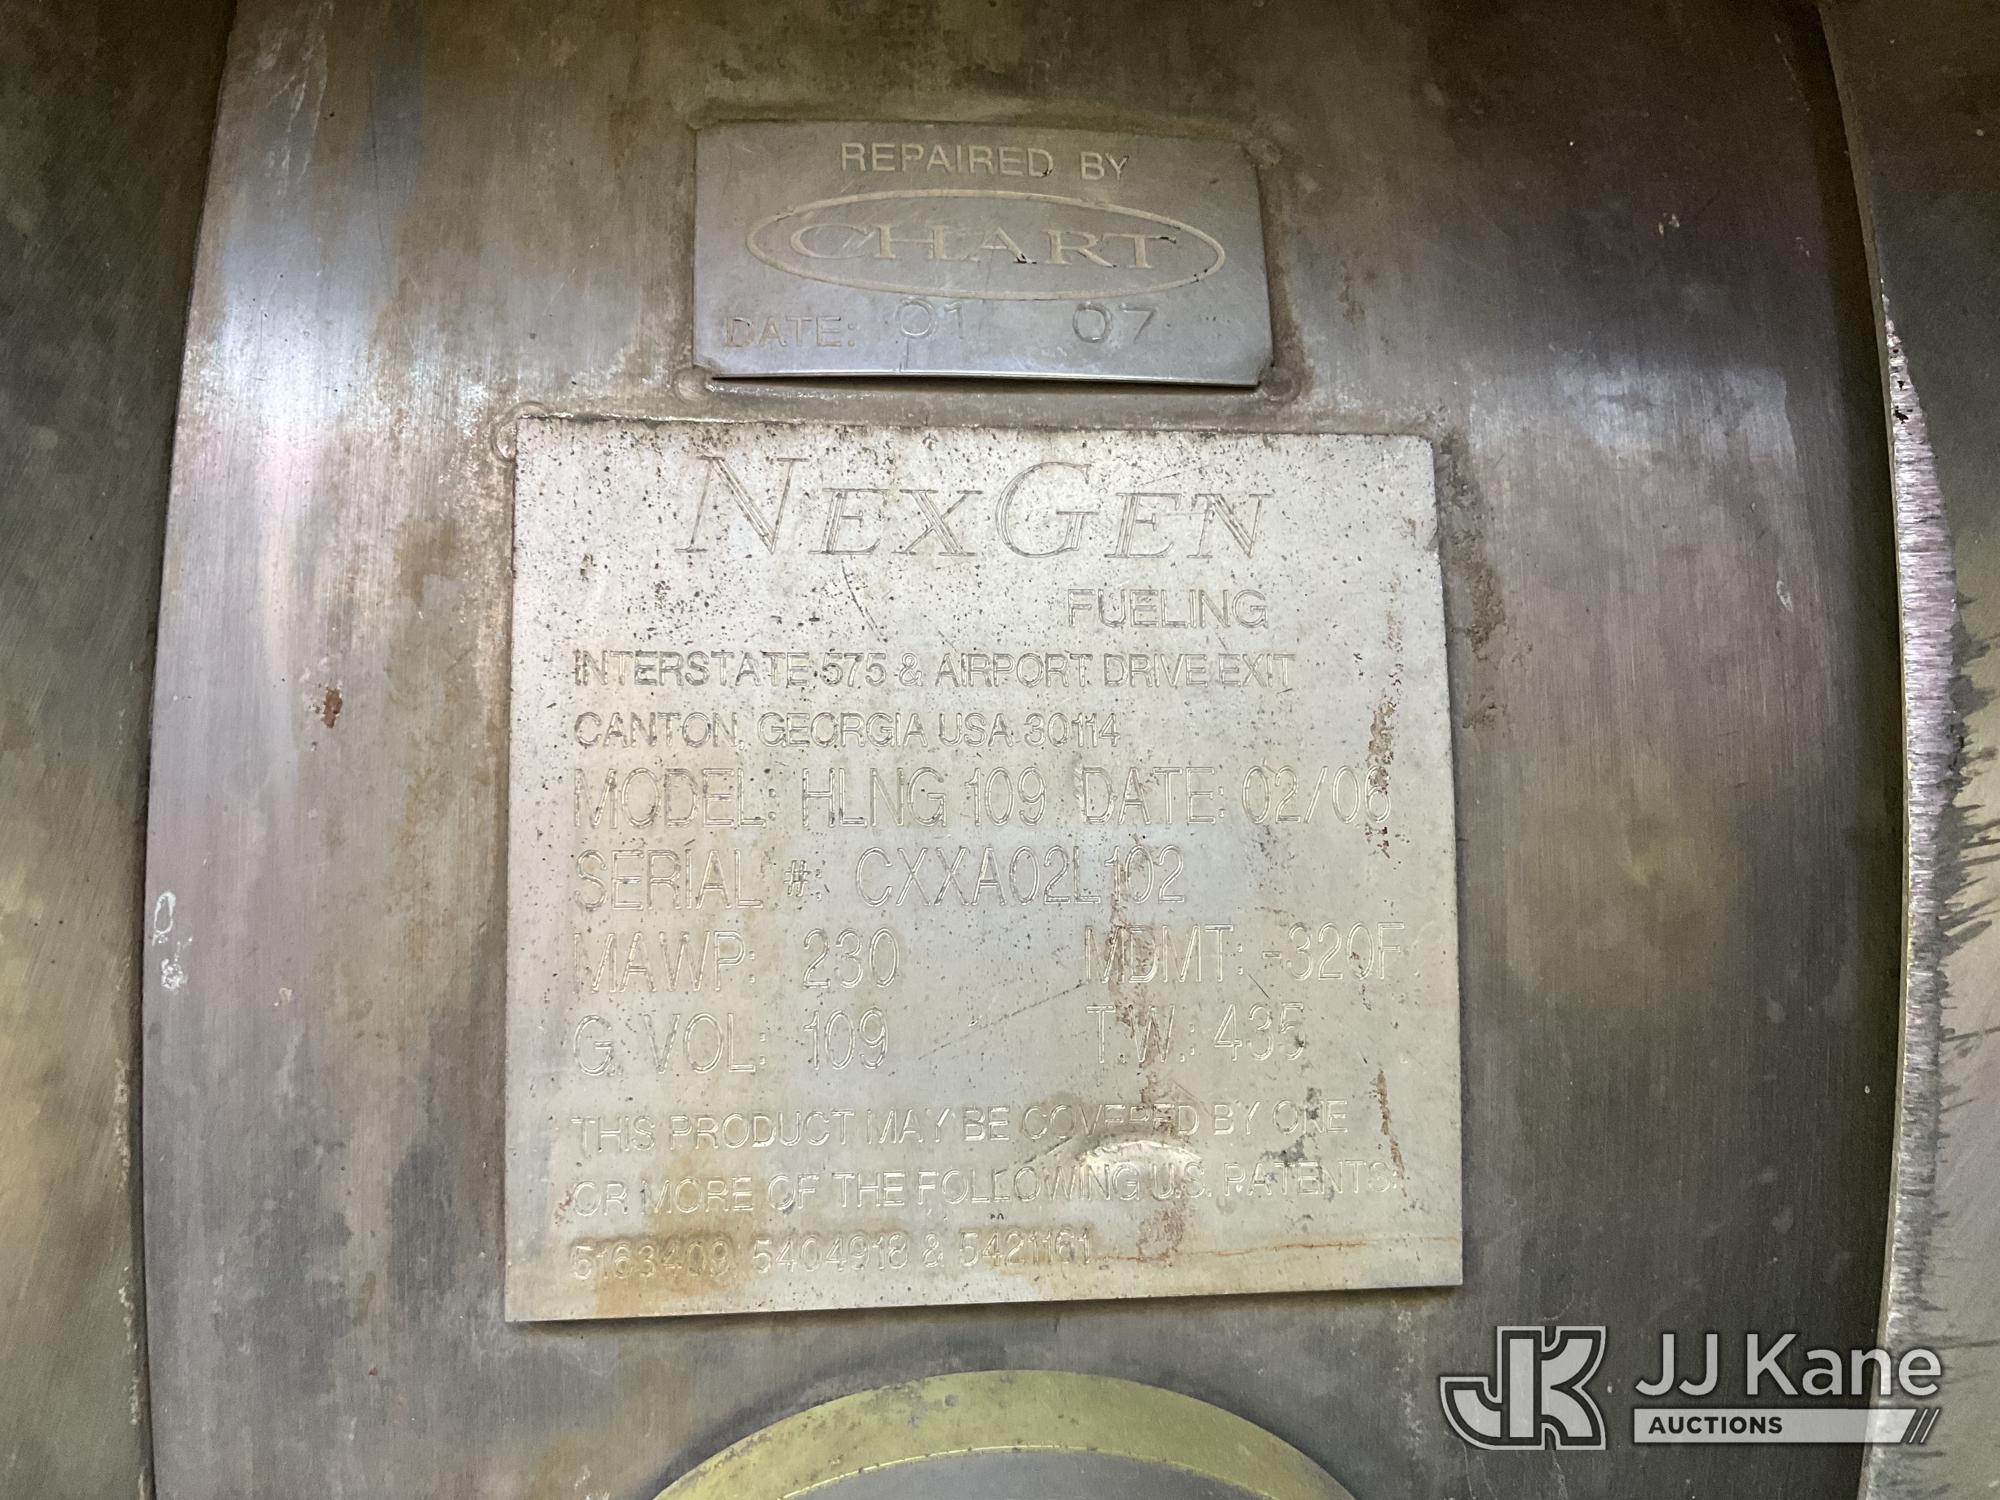 REPAIRED BY
CHART
DATE: 01 07
NEXGEN
FUELING
INTERSTATE 575 & AIRPORT DRIVE EXIT
CANTON, GEORGIA USA 30114
MODEL: HLNG 109 DATE: 02/06
SERIAL #: CXXA02L102
MAWP: 230 MDMT: -320F
G. VOL: 109 T.W.: 435
THIS PRODUCT MAY BE COVERED BY ONE
OR MORE OF THE FOLLOWING U.S. PATENTS:
5163409, 5404918 & 5421161
JK JJ Kane
AUCTIONS